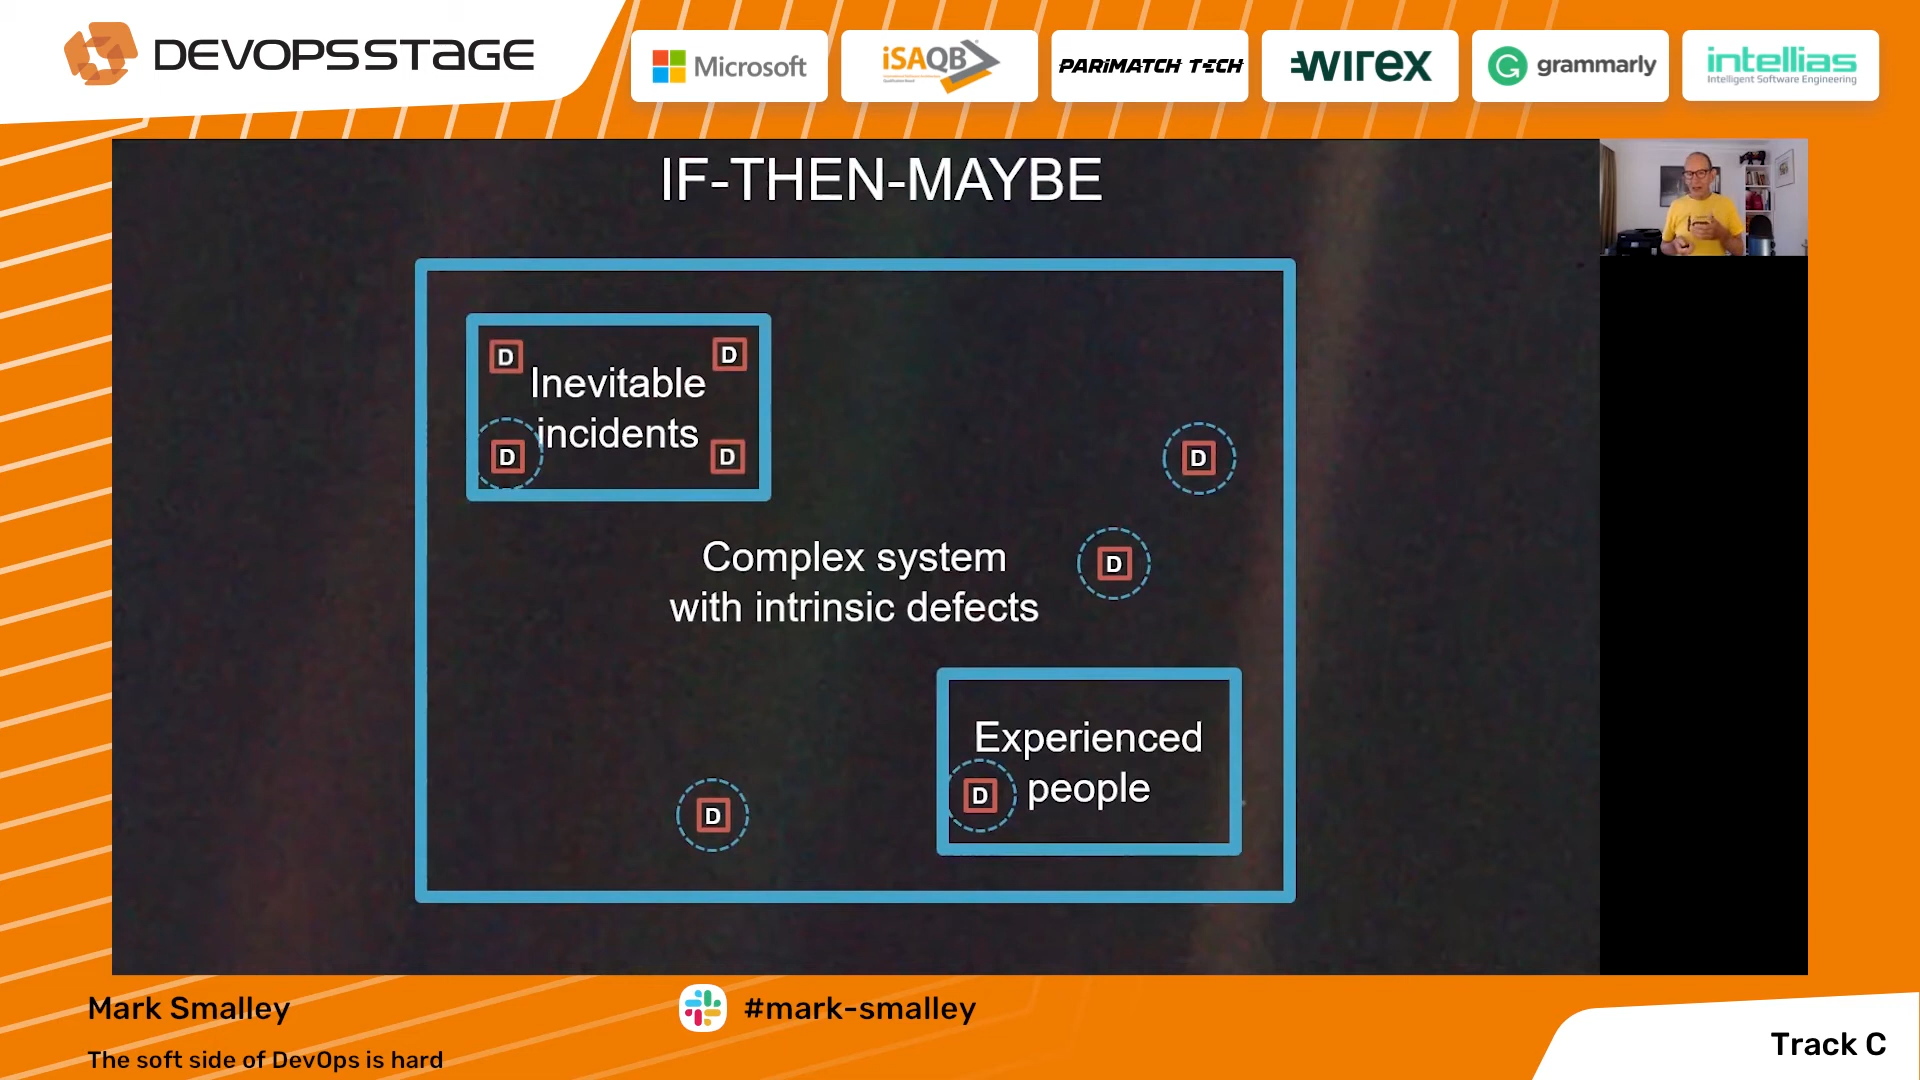 DEVOPSSTAGE
Microsoft
iSAQB
PARIMATCH TECH
wirex
grammarly
intellias
Intelligent Software Engineering
IF-THEN-MAYBE
D
D
Inevitable
incidents
D
D
D
Complex system
with intrinsic defects
D
Experienced
people
D
D
Mark Smalley
#mark-smalley
The soft side of DevOps is hard
Track C